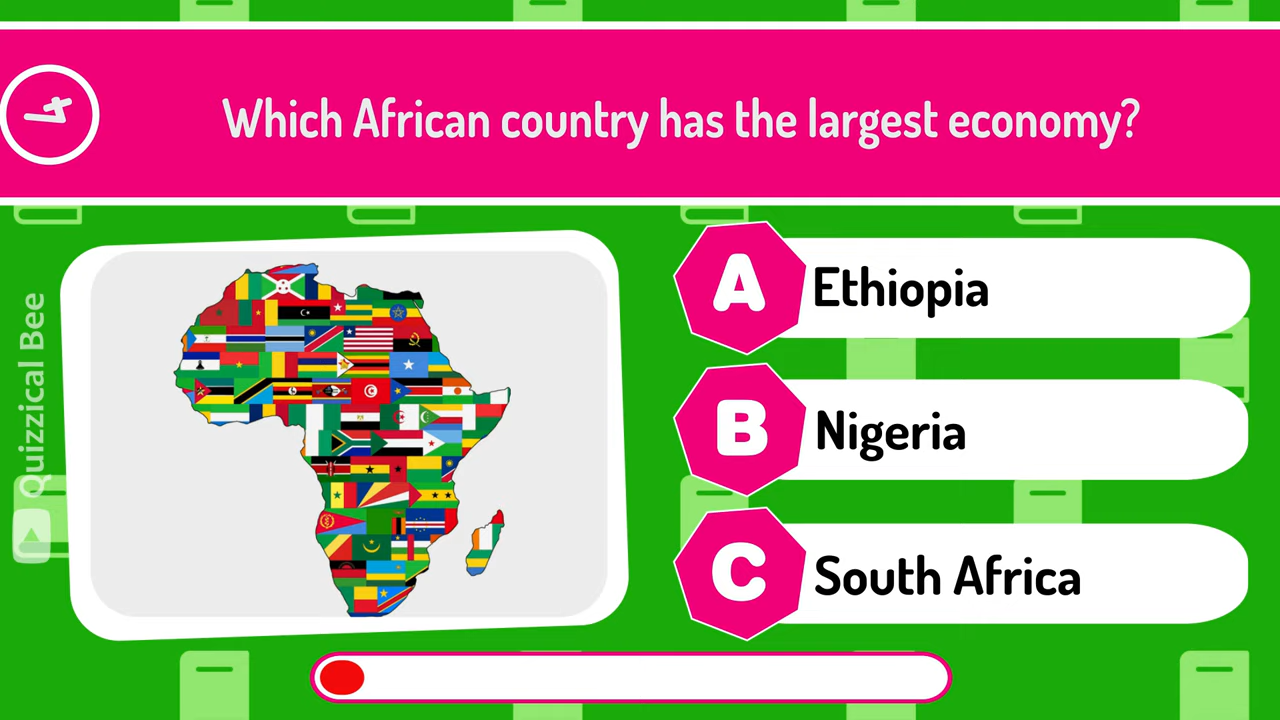 4
Which African country has the largest economy?
A Ethiopia
B Nigeria
C South Africa
Quizzical Bee